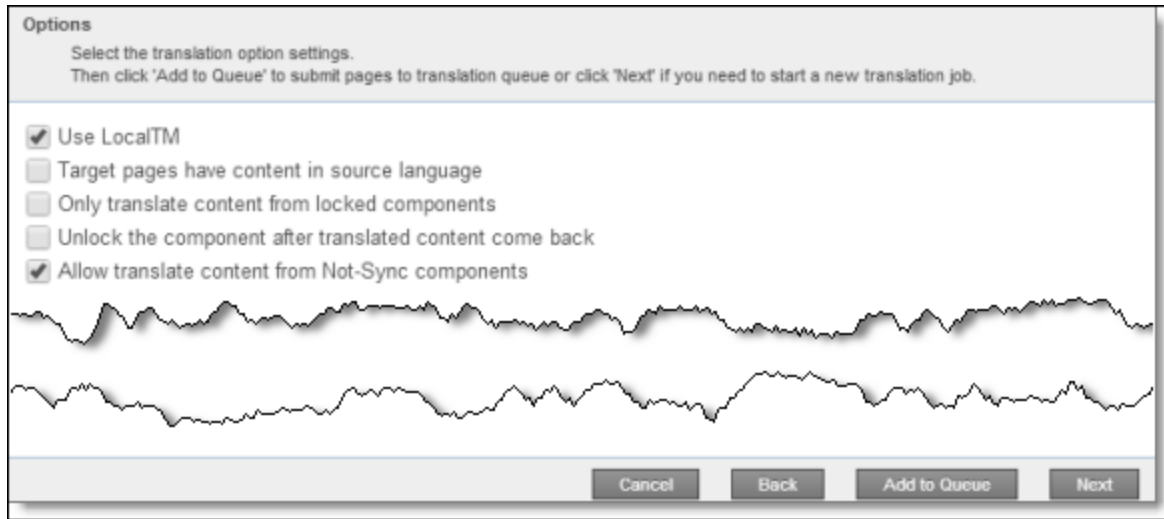 Options
Select the translation option settings.
Then click 'Add to Queue' to submit pages to translation queue or click 'Next' if you need to start a new translation job.
Use LocalTM
Target pages have content in source language
Only translate content from locked components
Unlock the component after translated content come back
Allow translate content from Not-Sync components
Cancel Back Add to Queue Next